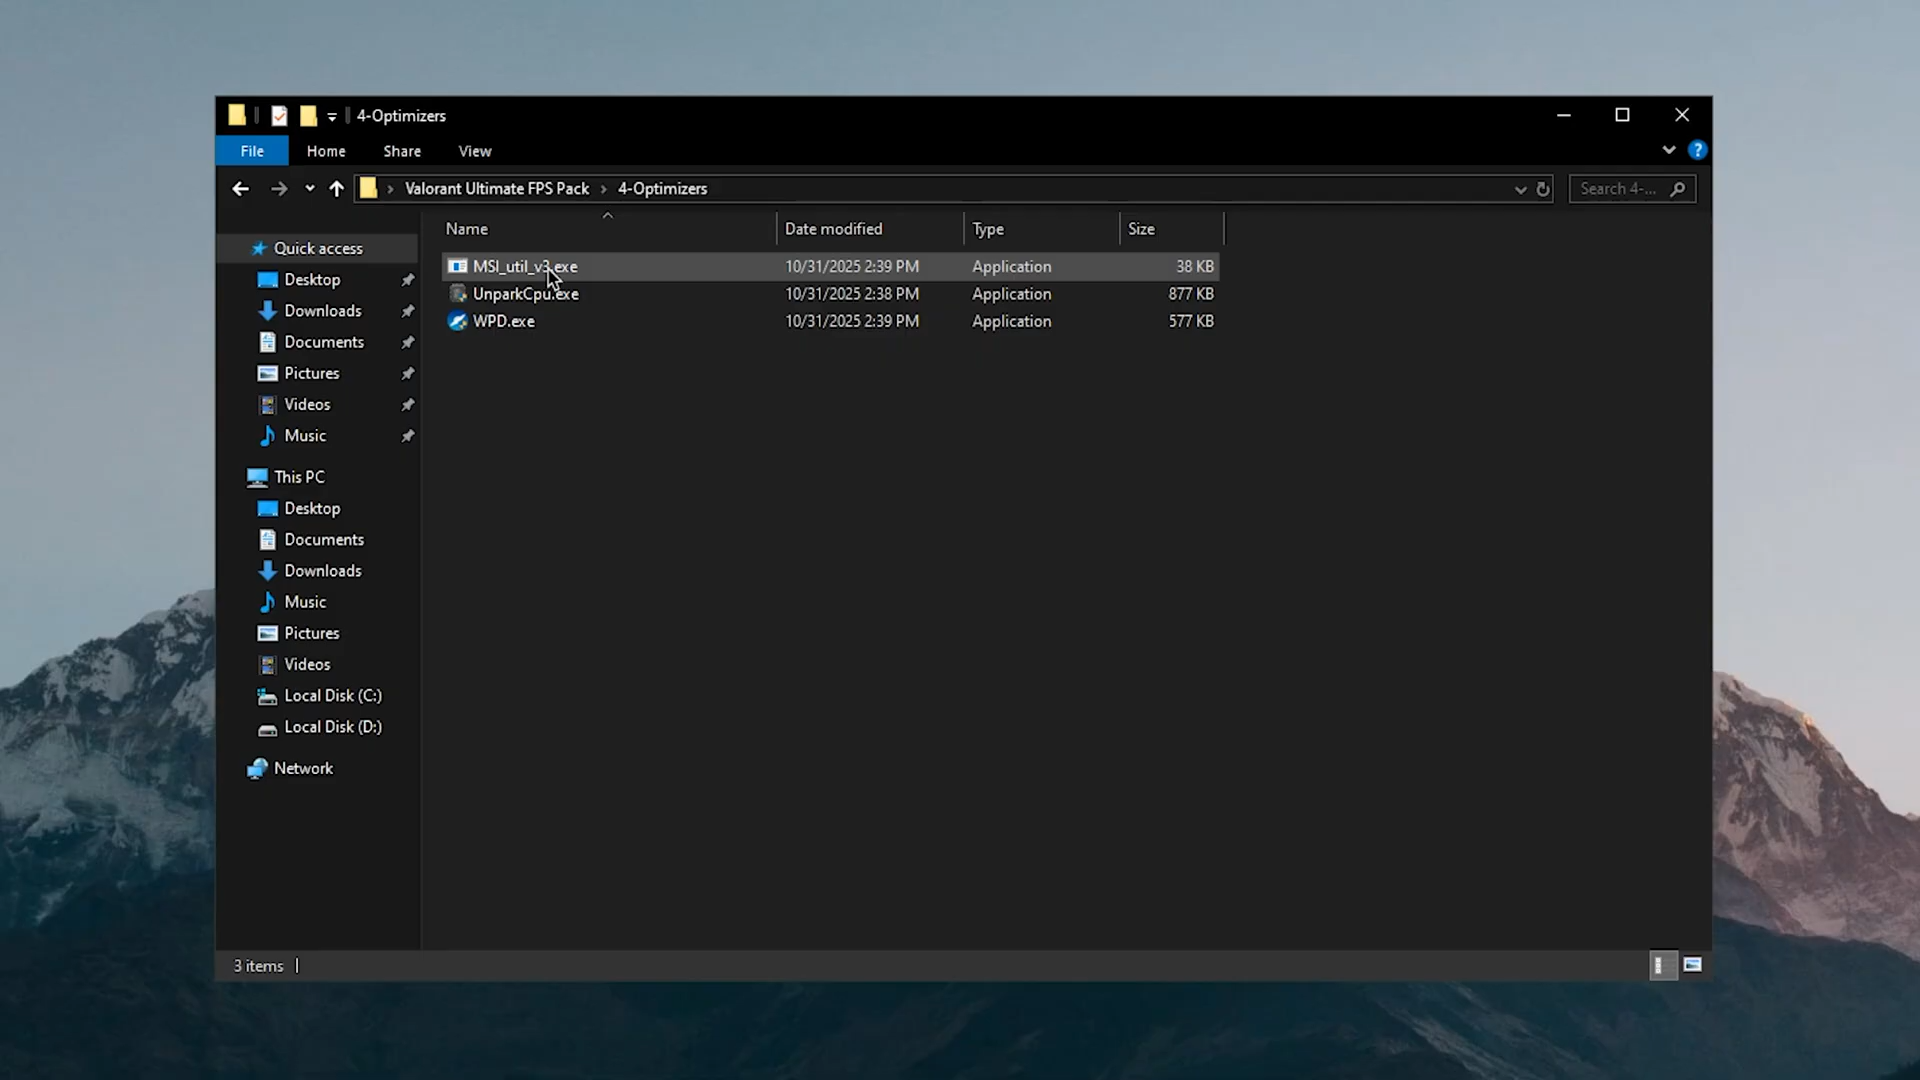 4-Optimizers
File Home Share View
Valorant Ultimate FPS Pack > 4-Optimizers
Search 4-...
Name Date modified Type Size
MSI_util_v3.exe 10/31/2025 2:39 PM Application 38 KB
UnparkCpu.exe 10/31/2025 2:38 PM Application 877 KB
WPD.exe 10/31/2025 2:39 PM Application 577 KB
Quick access
Desktop
Downloads
Documents
Pictures
Videos
Music
This PC
Desktop
Documents
Downloads
Music
Pictures
Videos
Local Disk (C:)
Local Disk (D:)
Network
3 items